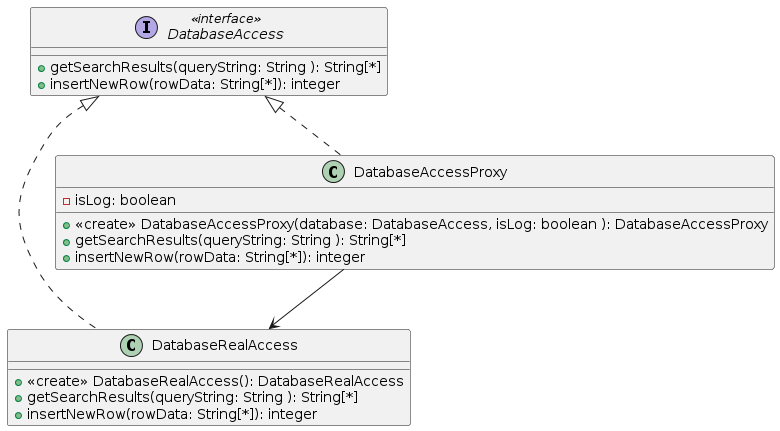 I
«interface»
DatabaseAccess
getSearchResults(queryString: String ): String[*]
insertNewRow(rowData: String[*]): integer
C DatabaseAccessProxy
isLog: boolean
«create» DatabaseAccessProxy(database: DatabaseAccess, isLog: boolean ): DatabaseAccessProxy
getSearchResults(queryString: String ): String[*]
insertNewRow(rowData: String[*]): integer
C DatabaseRealAccess
«create» DatabaseRealAccess(): DatabaseRealAccess
getSearchResults(queryString: String ): String[*]
insertNewRow(rowData: String[*]): integer